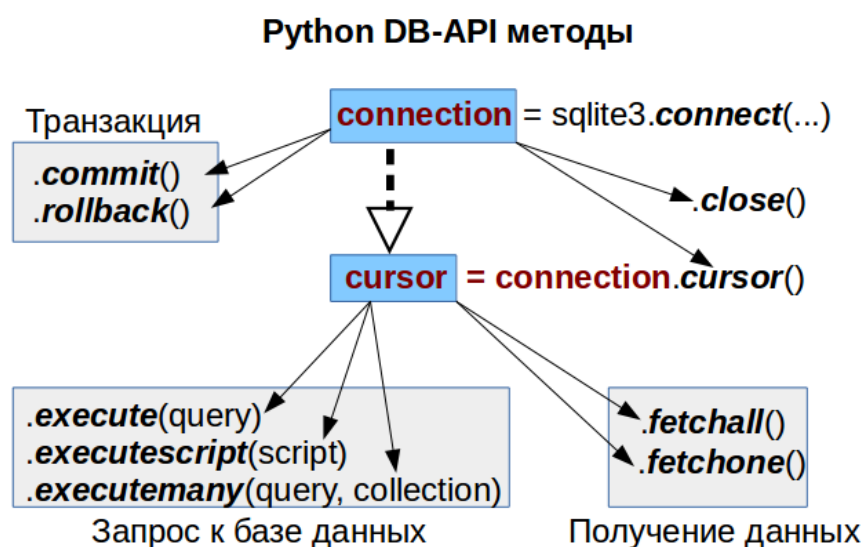 Python DB-API методы
connection = sqlite3.connect(...)
Транзакция
.commit()
.rollback()
.close()
cursor = connection.cursor()
.execute(query)
.executescript(script)
.executemany(query, collection)
.fetchall()
.fetchone()
Запрос к базе данных
Получение данных